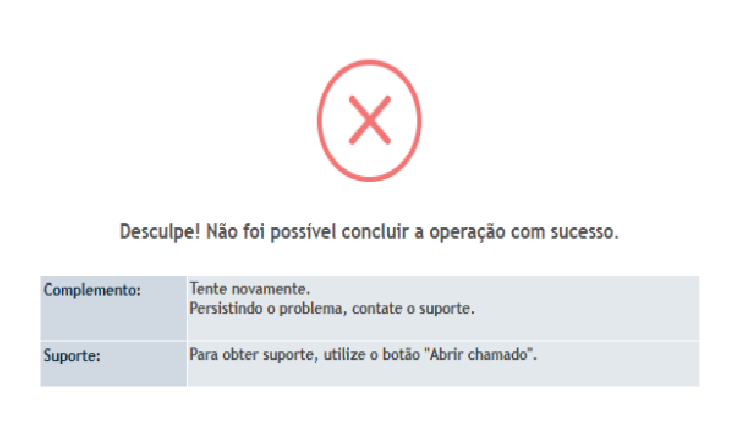 Desculpe! Não foi possível concluir a operação com sucesso.
Complemento: Tente novamente.
Persistindo o problema, contate o suporte.
Suporte: Para obter suporte, utilize o botão "Abrir chamado".